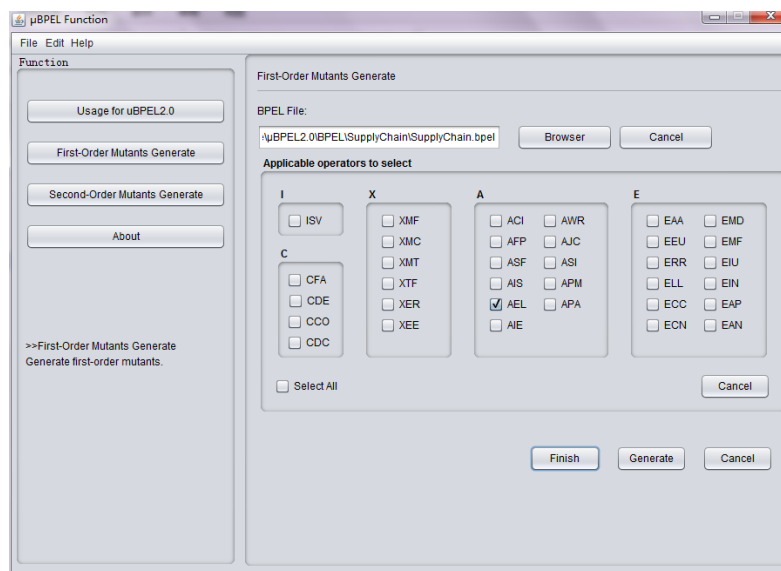 µBPEL Function
File Edit Help
Function
Usage for uBPEL2.0
First-Order Mutants Generate
Second-Order Mutants Generate
About
>>First-Order Mutants Generate
Generate first-order mutants.
First-Order Mutants Generate
BPEL File:
:\µBPEL2.0\BPEL\SupplyChain\SupplyChain.bpel Browser Cancel
Applicable operators to select
I X A E
ISV XMF ACI AWR EAA EMD
XMC AFP AJC EEU EMF
C XMT ASF ASI ERR EIU
CFA XTF AIS APM ELL EIN
CDE XER AEL APA ECC EAP
CCO XEE AIE ECN EAN
CDC
Select All Cancel
Finish Generate Cancel